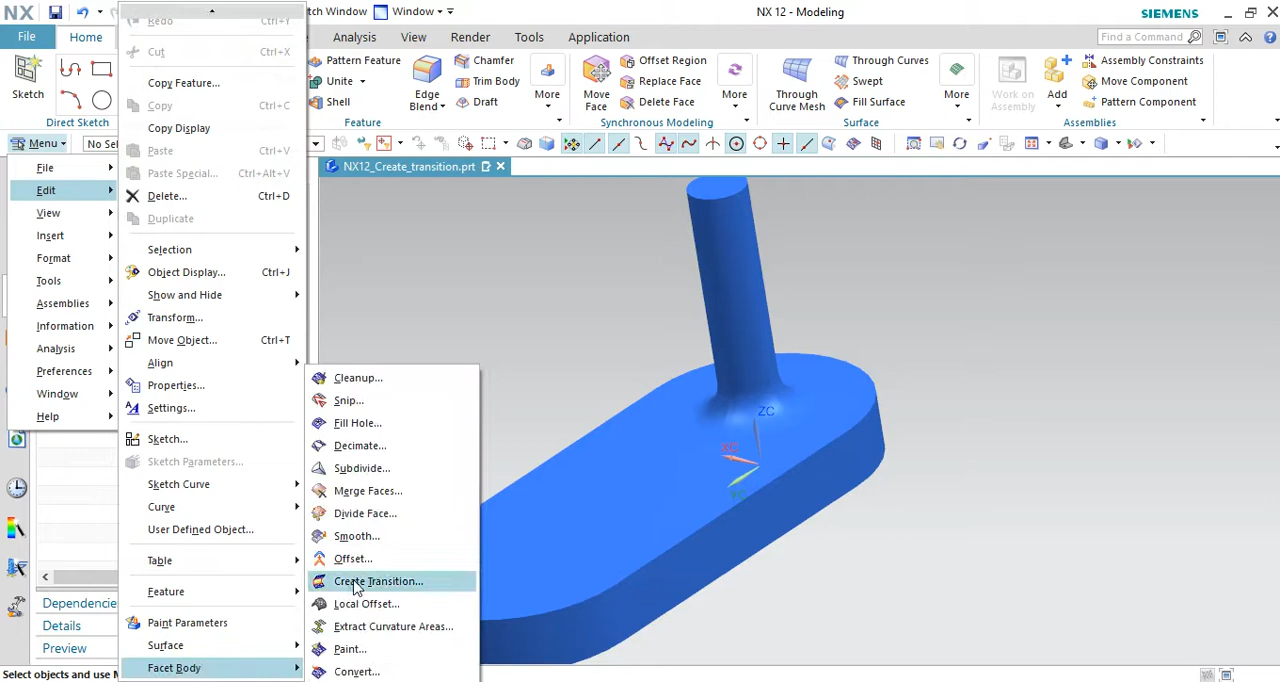 NX
tch Window
Window
NX 12 - Modeling
SIEMENS
File
Home
Analysis
View
Render
Tools
Application
Find a Command
Sketch
Direct Sketch
Pattern Feature
Unite
Shell
Edge
Blend
Chamfer
Trim Body
Draft
More
Feature
Move
Face
Offset Region
Replace Face
Delete Face
More
Synchronous Modeling
Through
Curve Mesh
Through Curves
Swept
Fill Surface
More
Surface
Work on
Assembly
Add
Assembly Constraints
Move Component
Pattern Component
Assemblies
Menu
No Sel
NX12_Create_transition.prt
File
Edit
View
Insert
Format
Tools
Assemblies
Information
Analysis
Preferences
Window
Help
Redo Ctrl+Y
Cut Ctrl+X
Copy Feature...
Copy Ctrl+C
Copy Display
Paste Ctrl+V
Paste Special... Ctrl+Alt+V
Delete... Ctrl+D
Duplicate
Selection
Object Display... Ctrl+J
Show and Hide
Transform...
Move Object... Ctrl+T
Align
Properties...
Settings...
Sketch...
Sketch Parameters...
Sketch Curve
Curve
User Defined Object...
Table
Feature
Paint Parameters
Surface
Facet Body
Cleanup...
Snip...
Fill Hole...
Decimate...
Subdivide...
Merge Faces...
Divide Face...
Smooth...
Offset...
Create Transition...
Local Offset...
Extract Curvature Areas...
Paint...
Convert...
ZC
YC
Dependencie
Details
Preview
Select objects and use M